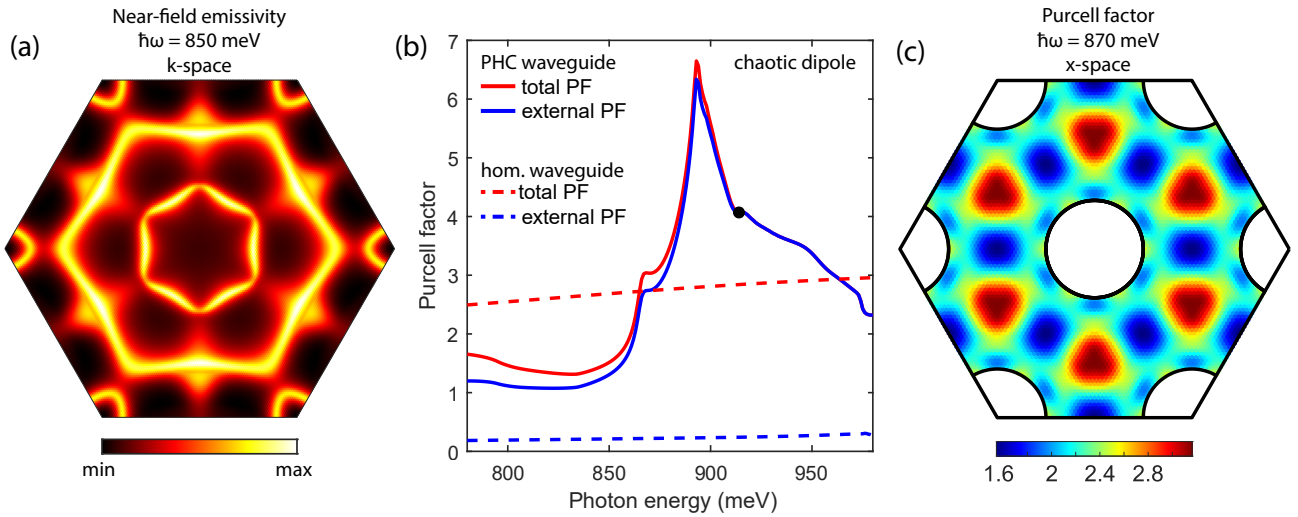 Near-field emissivity
ħω = 850 meV
k-space
(a)
min
max
(b)
7
6
5
4
3
2
1
0
Purcell factor
PHC waveguide
total PF
external PF
chaotic dipole
hom. waveguide
total PF
external PF
800
850
900
950
Photon energy (meV)
Purcell factor
ħω = 870 meV
x-space
(c)
1.6
2
2.4
2.8